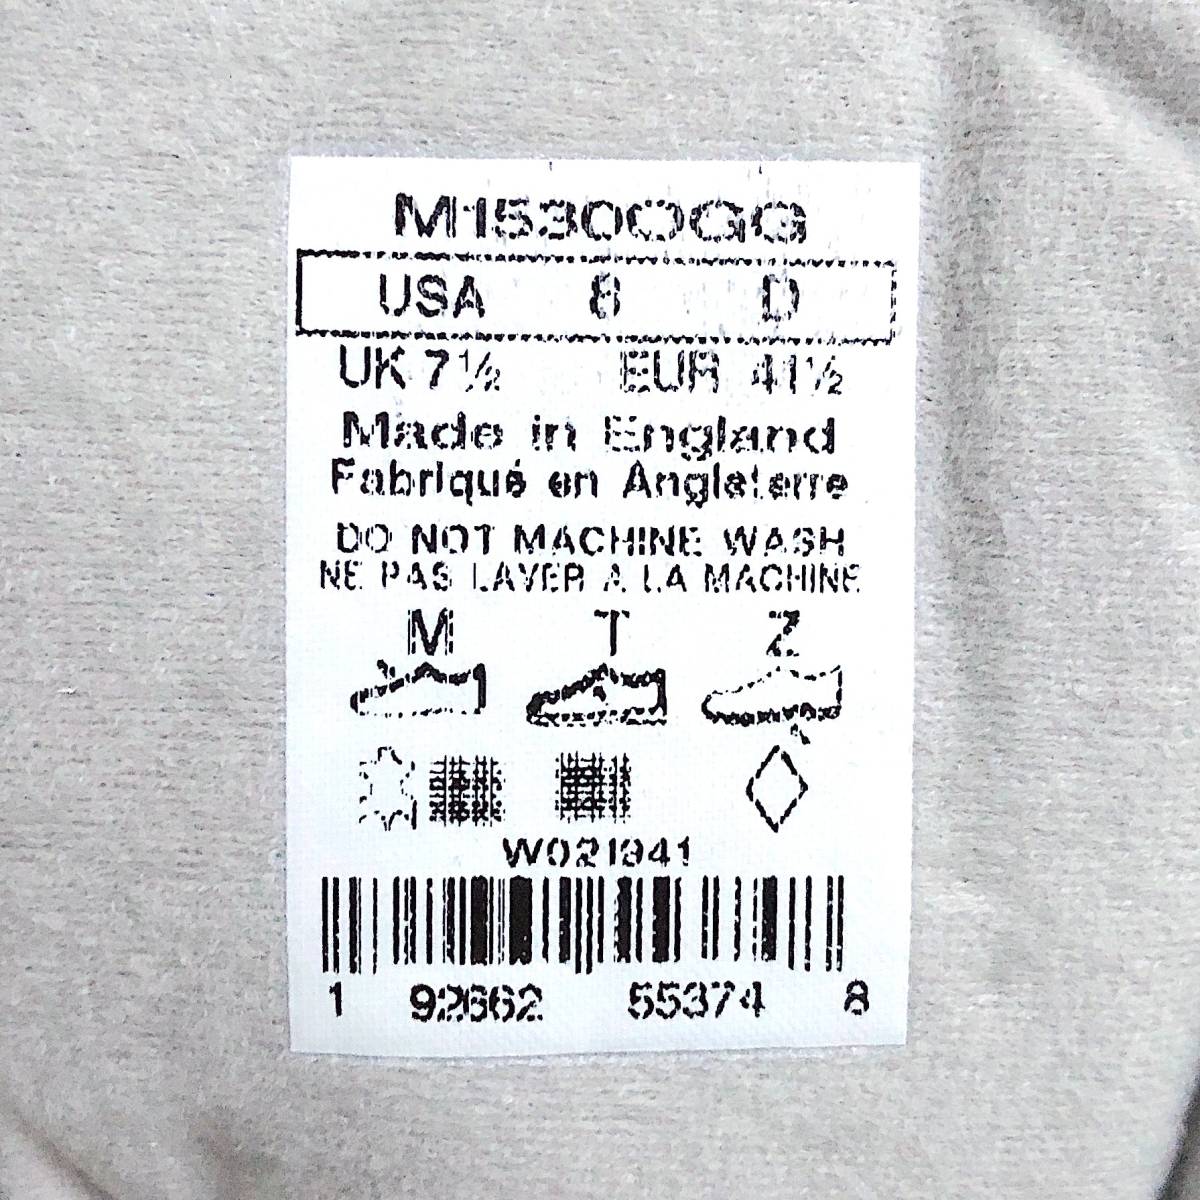 M1530OGG
USA 8 D
UK 7½ EUR 41½
Made in England
Fabriqué en Angleterre
DO NOT MACHINE WASH
NE PAS LAVER A LA MACHINE
M T Z
W021941
1 92662 55374 8